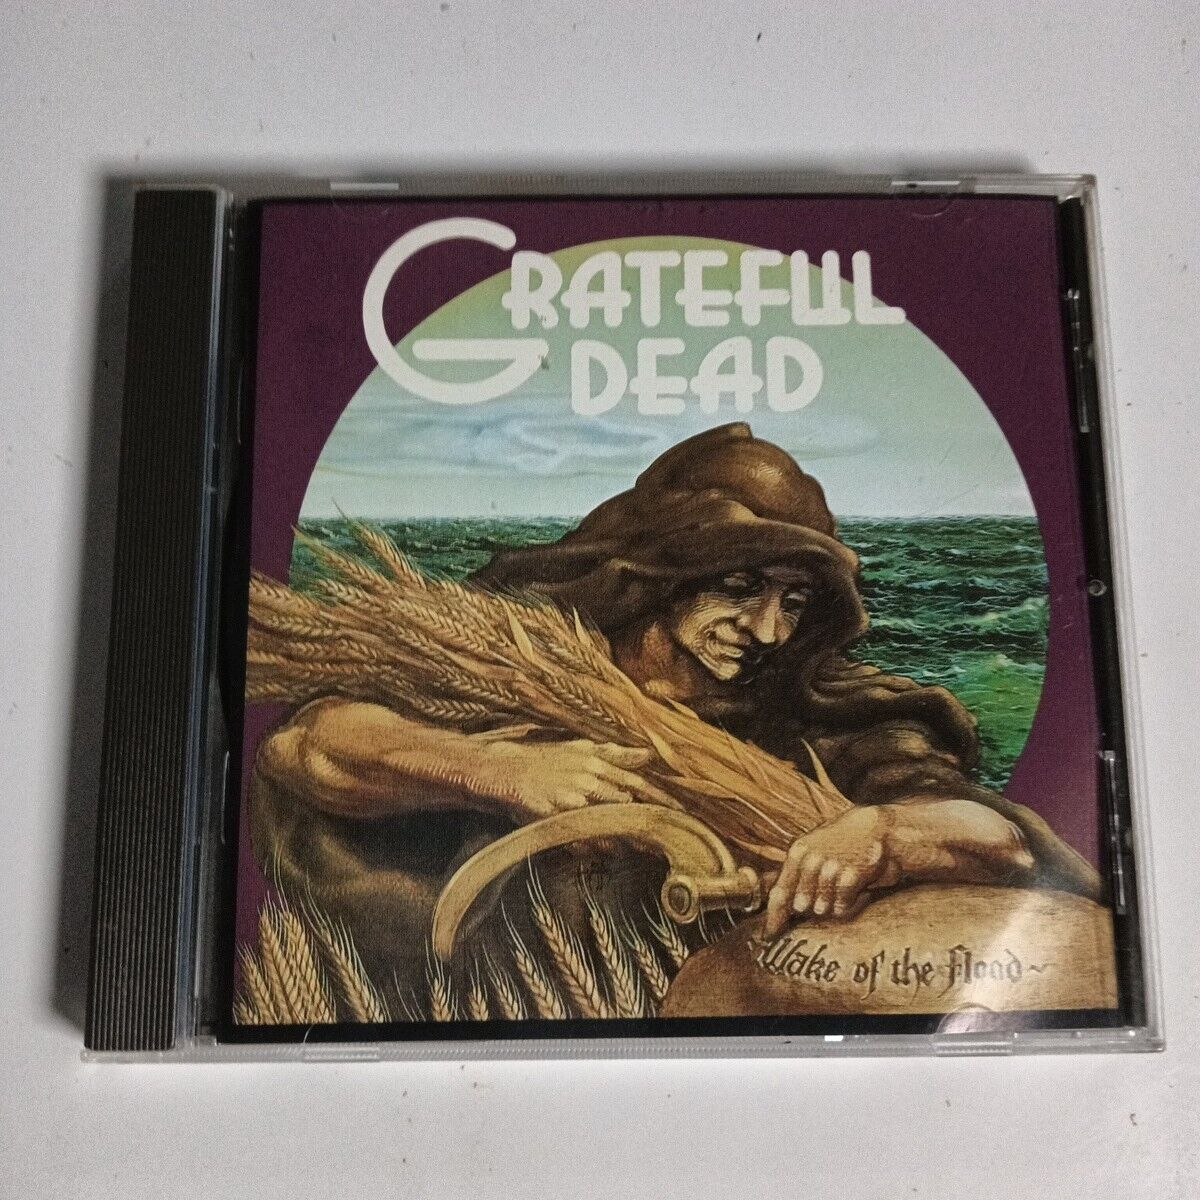 GRATEFUL
DEAD
~Wake of the Flood~